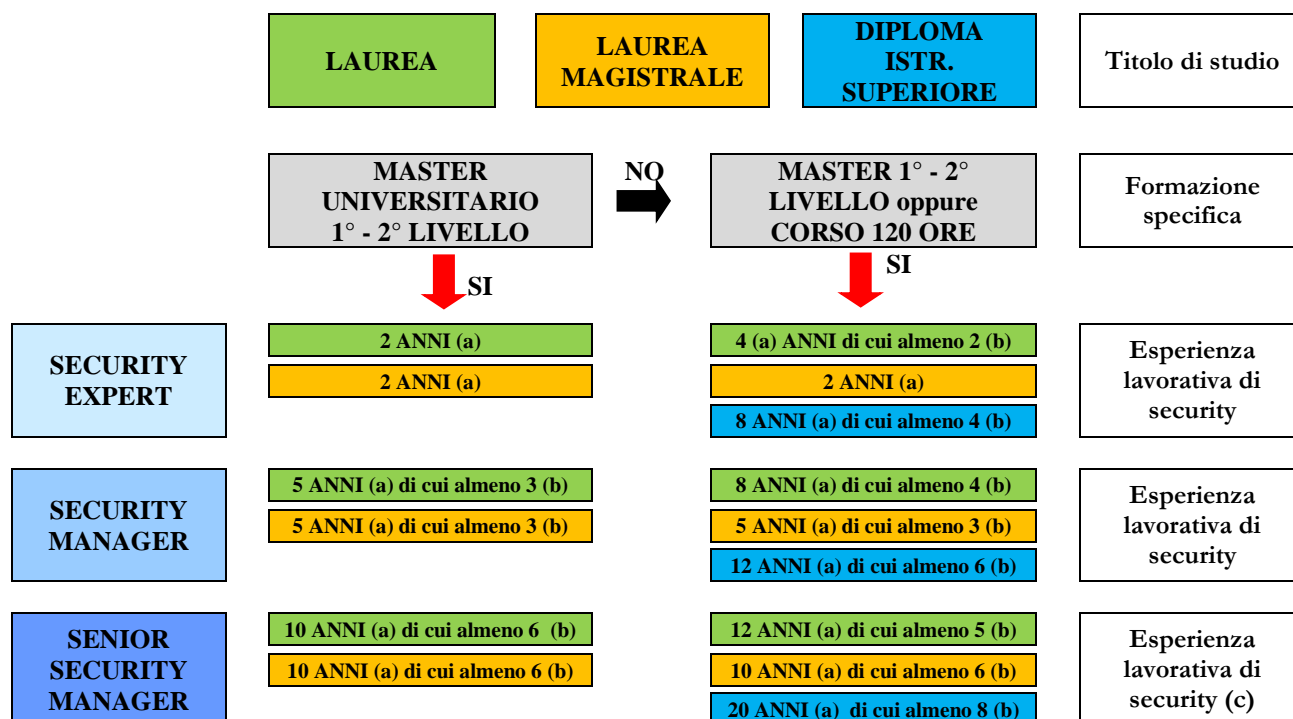 LAUREA
LAUREA
MAGISTRALE
DIPLOMA
ISTR.
SUPERIORE
Titolo di studio
MASTER
UNIVERSITARIO
1° - 2° LIVELLO
NO
MASTER 1° - 2°
LIVELLO oppure
CORSO 120 ORE
Formazione
specifica
SI
SI
SECURITY
EXPERT
2 ANNI (a)
2 ANNI (a)
4 (a) ANNI di cui almeno 2 (b)
2 ANNI (a)
8 ANNI (a) di cui almeno 4 (b)
Esperienza
lavorativa di
security
SECURITY
MANAGER
5 ANNI (a) di cui almeno 3 (b)
5 ANNI (a) di cui almeno 3 (b)
8 ANNI (a) di cui almeno 4 (b)
5 ANNI (a) di cui almeno 3 (b)
12 ANNI (a) di cui almeno 6 (b)
Esperienza
lavorativa di
security
SENIOR
SECURITY
MANAGER
10 ANNI (a) di cui almeno 6 (b)
10 ANNI (a) di cui almeno 6 (b)
12 ANNI (a) di cui almeno 5 (b)
10 ANNI (a) di cui almeno 6 (b)
20 ANNI (a) di cui almeno 8 (b)
Esperienza
lavorativa di
security (c)